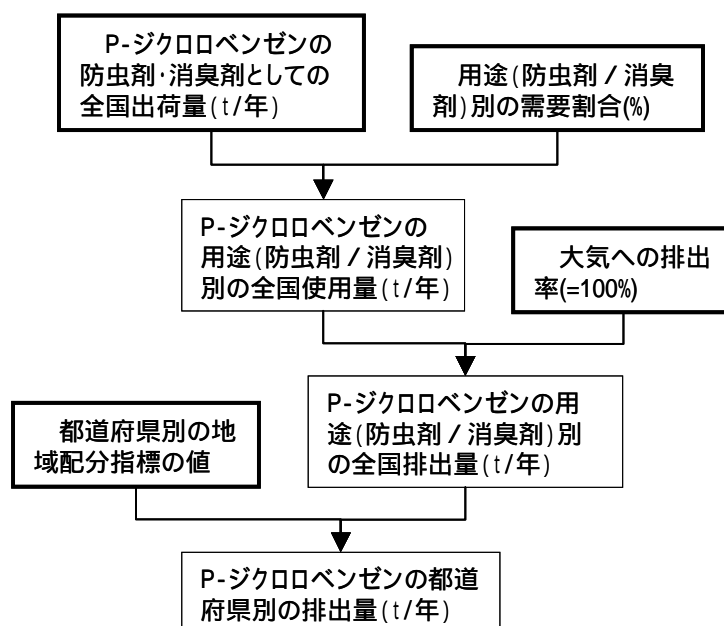 P-ジクロロベンゼンの
防虫剤･消臭剤としての
全国出荷量(t/年)
用途(防虫剤/消臭
剤)別の需要割合(%)
P-ジクロロベンゼンの
用途(防虫剤/消臭剤)
別の全国使用量(t/年)
大気への排出
率(=100%)
P-ジクロロベンゼンの用
途(防虫剤/消臭剤)別
の全国排出量(t/年)
都道府県別の地
域配分指標の値
P-ジクロロベンゼンの都道
府県別の排出量(t/年)